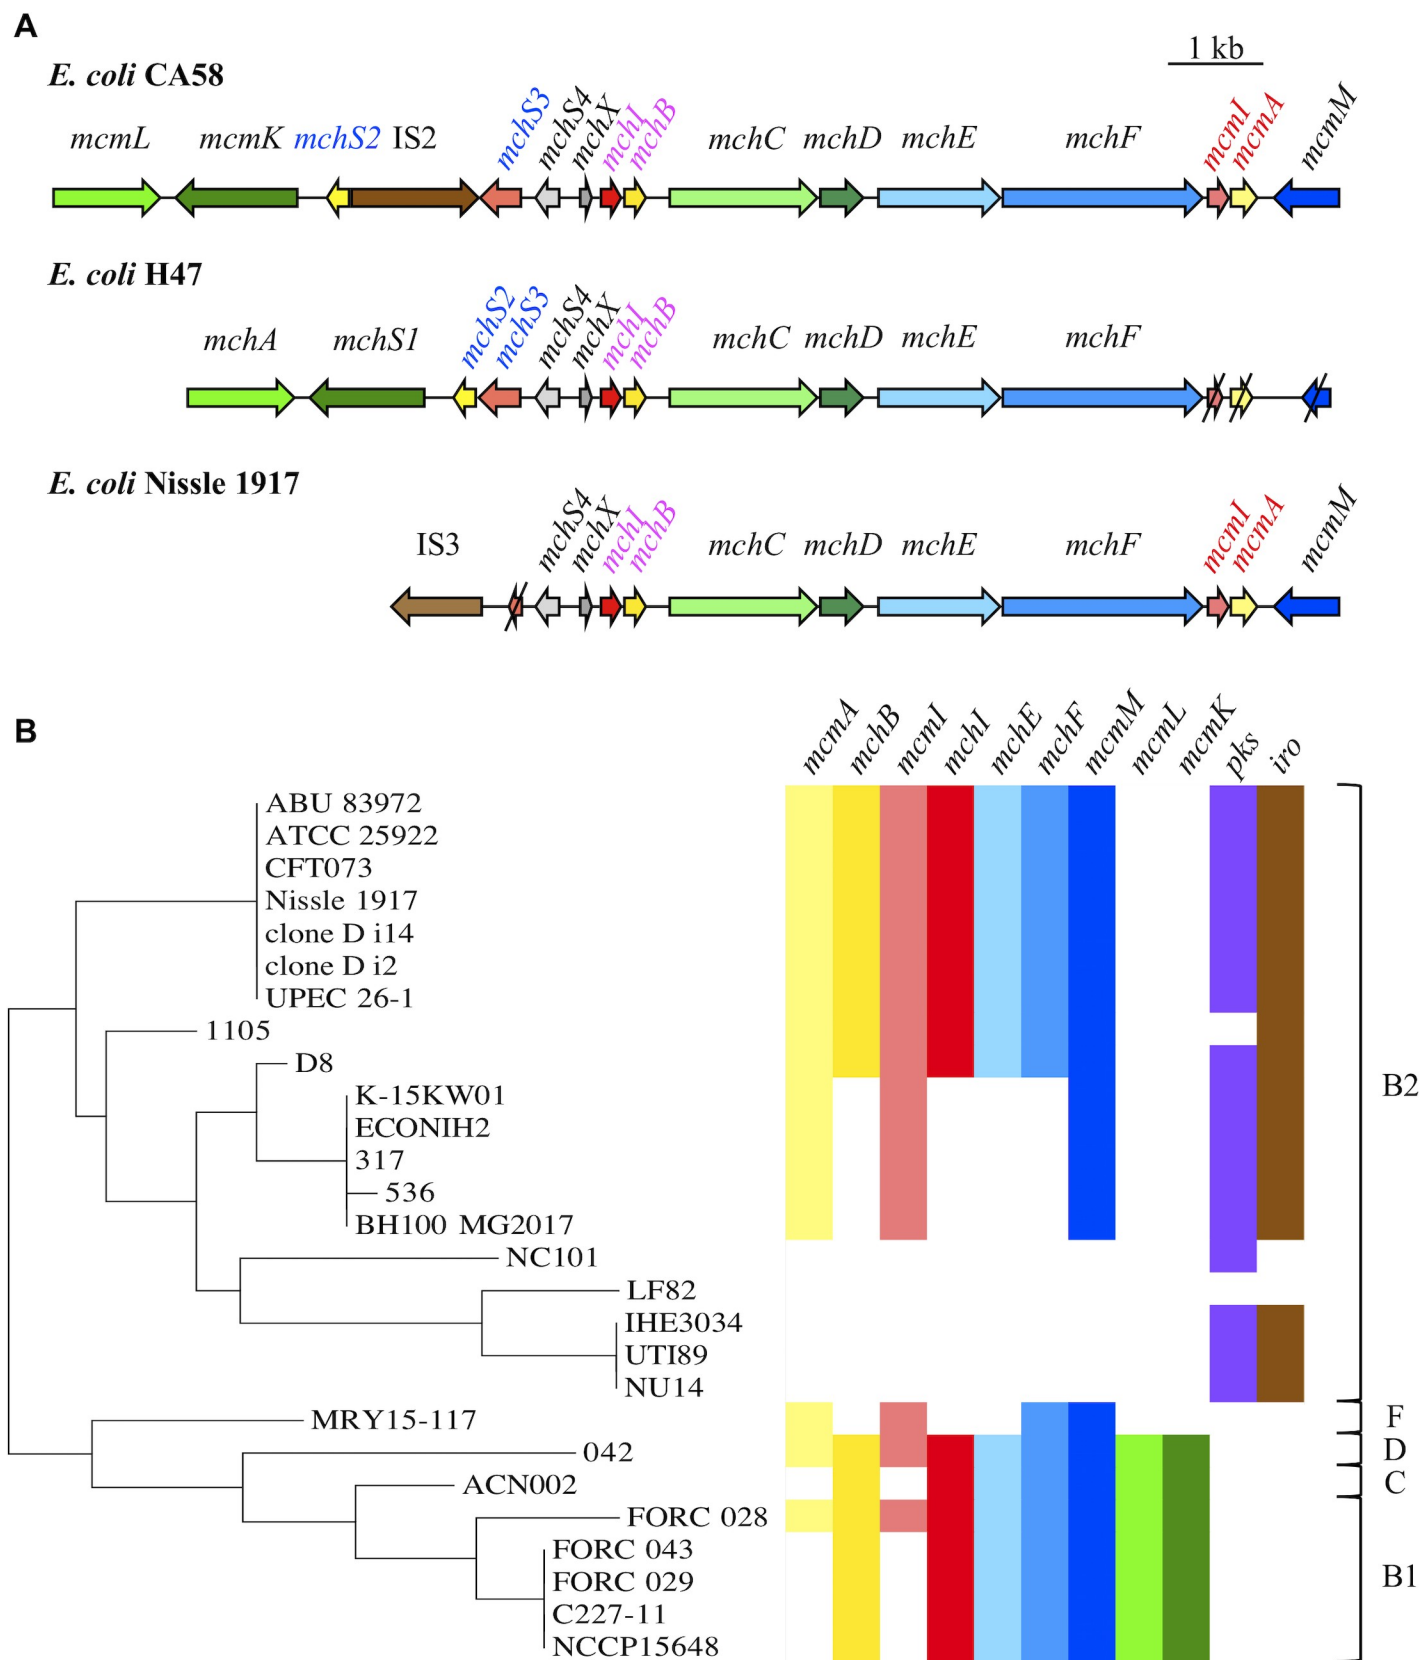 A
1 kb
E. coli CA58
mcmL mcmK mchS2 IS2 mchS3 mchS4 mchX mchI mchB mchC mchD mchE mchF mcmI mcmA mcmM
E. coli H47
mchA mchS1 mchS2 mchS3 mchS4 mchX mchI mchB mchC mchD mchE mchF
E. coli Nissle 1917
IS3 mchS4 mchX mchI mchB mchC mchD mchE mchF mcmI mcmA mcmM
B
mcmA mchB mcmI mchI mchE mchF mcmM mcmL mcmK pks iro
ABU 83972
ATCC 25922
CFT073
Nissle 1917
clone D i14
clone D i2
UPEC 26-1
1105
D8
B2
K-15KW01
ECONIH2
317
536
BH100 MG2017
NC101
LF82
IHE3034
UTI89
NU14
MRY15-117 F
042 D
ACN002 C
FORC 028
FORC 043
FORC 029 B1
C227-11
NCCP15648